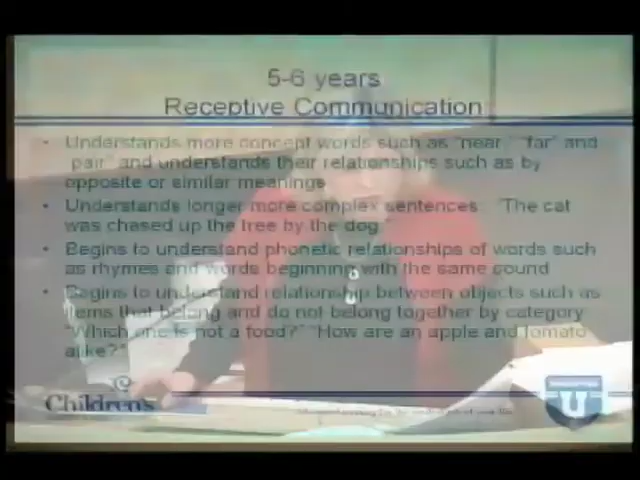 5-6 years
Receptive Communication
• Understands more concept words such as "near," "far" and
"pair" and understands their relationships such as by
opposite or similar meanings
• Understands longer more complex sentences. "The cat
was chased up the tree by the dog.
• Begins to understand phonetic relationships of words such
as rhymes and words beginning with the same sound
• Begins to understand relationship between objects such as
items that belong and do not belong together by category
"Which one is not a food?" "How are an apple and tomato
alike?"
Children's
U